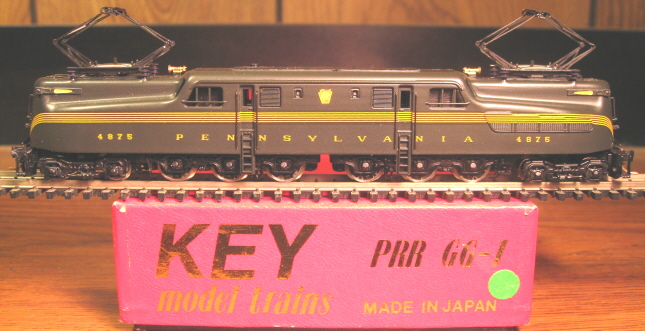 4875 PENNSYLVANIA 4875
KEY PRR GG-1
model trains MADE IN JAPAN